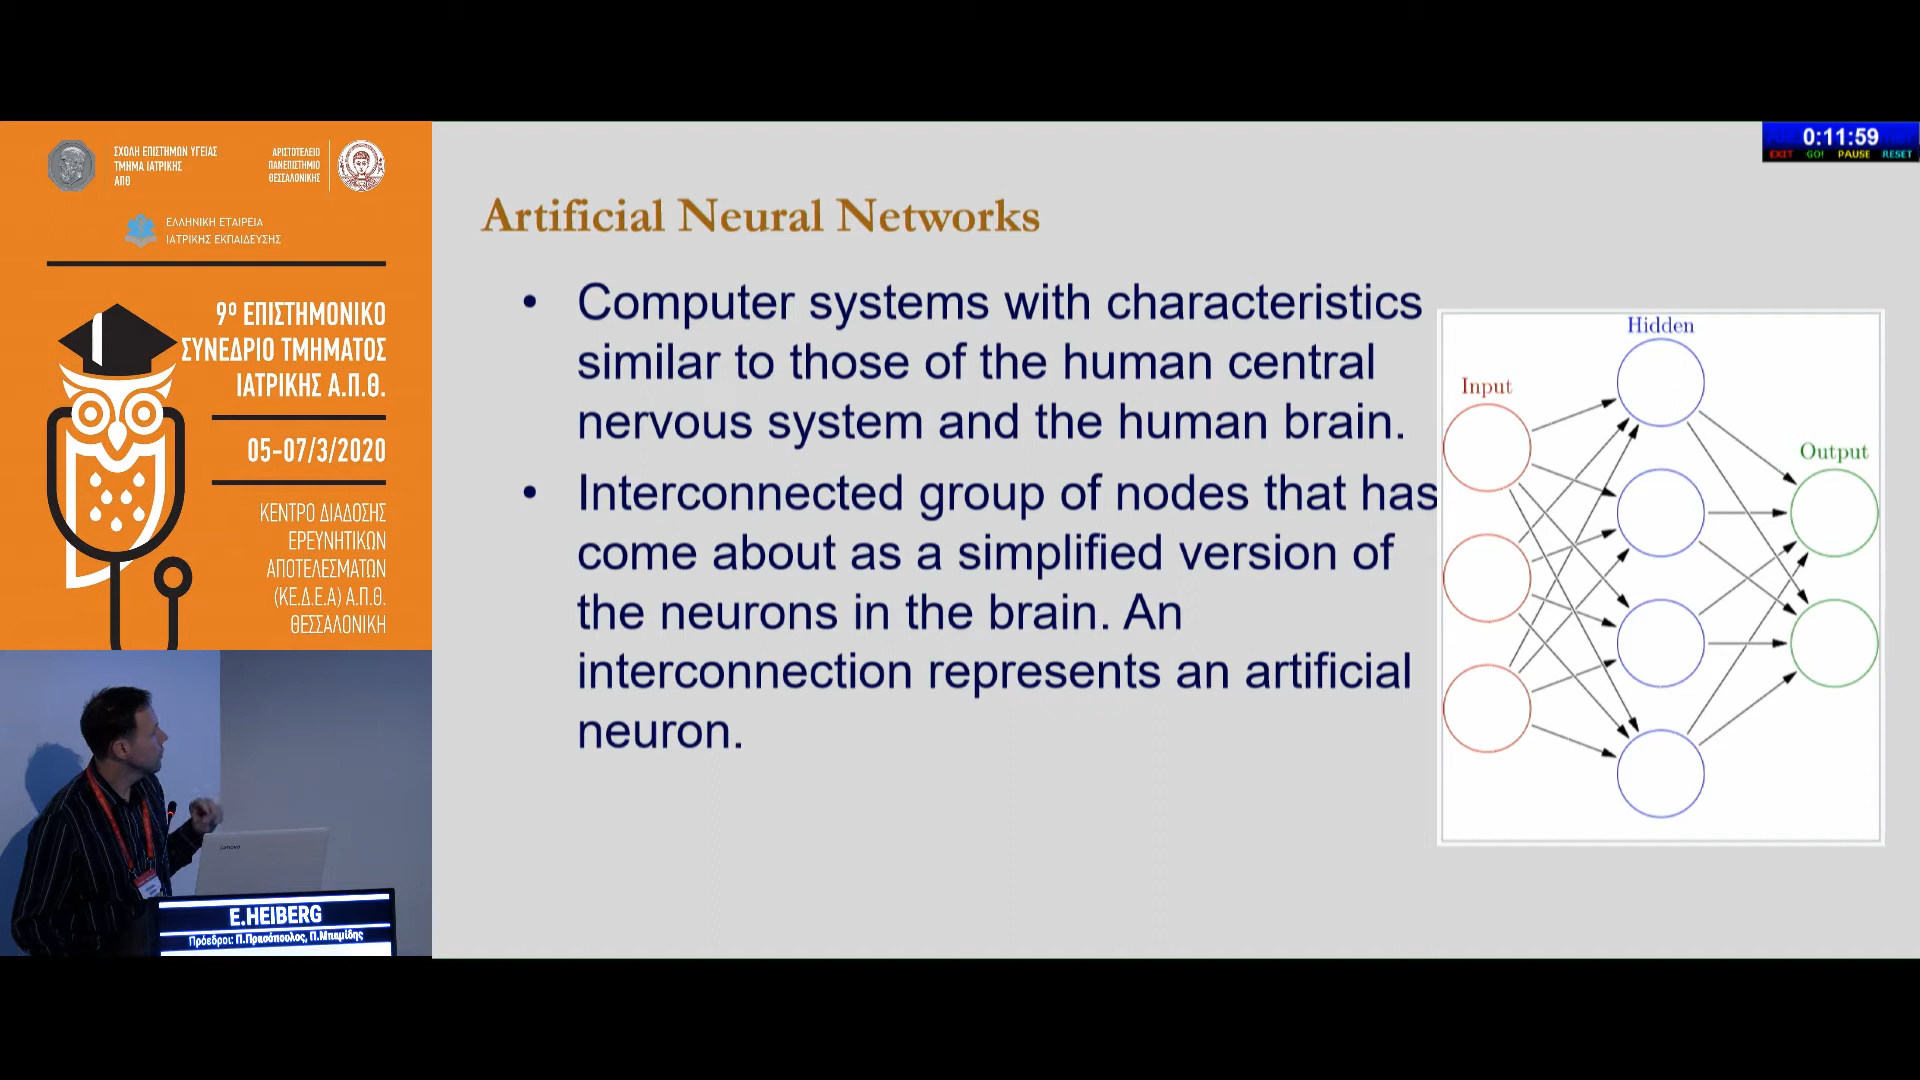 ΣΧΟΛΗ ΕΠΙΣΤΗΜΩΝ ΥΓΕΙΑΣ
ΤΜΗΜΑ ΙΑΤΡΙΚΗΣ
ΑΠΘ
ΑΡΙΣΤΟΤΕΛΕΙΟ
ΠΑΝΕΠΙΣΤΗΜΙΟ
ΘΕΣΣΑΛΟΝΙΚΗΣ
ΕΛΛΗΝΙΚΗ ΕΤΑΙΡΕΙΑ
ΙΑΤΡΙΚΗΣ ΕΚΠΑΙΔΕΥΣΗΣ
9º ΕΠΙΣΤΗΜΟΝΙΚΟ
ΣΥΝΕΔΡΙΟ ΤΜΗΜΑΤΟΣ
ΙΑΤΡΙΚΗΣ Α.Π.Θ.
05-07/3/2020
ΚΕΝΤΡΟ ΔΙΑΔΟΣΗΣ
ΕΡΕΥΝΗΤΙΚΩΝ
ΑΠΟΤΕΛΕΣΜΑΤΩΝ
(ΚΕ.Δ.Ε.Α) Α.Π.Θ.
ΘΕΣΣΑΛΟΝΙΚΗ
lenovo
E.HEIBERG
Πρόεδροι: Π.Πρασόπουλος, Π.Μπαμίδης
0:11:59
EXIT GO! PAUSE RESET
Artificial Neural Networks
• Computer systems with characteristics
similar to those of the human central
nervous system and the human brain.
• Interconnected group of nodes that has
come about as a simplified version of
the neurons in the brain. An
interconnection represents an artificial
neuron.
Hidden
Input
Output